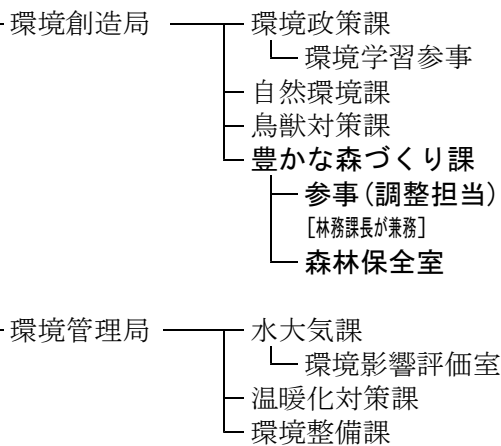 環境創造局 環境政策課
環境学習参事
自然環境課
鳥獣対策課
豊かな森づくり課
参事(調整担当)
[林務課長が兼務]
森林保全室
環境管理局 水大気課
環境影響評価室
温暖化対策課
環境整備課